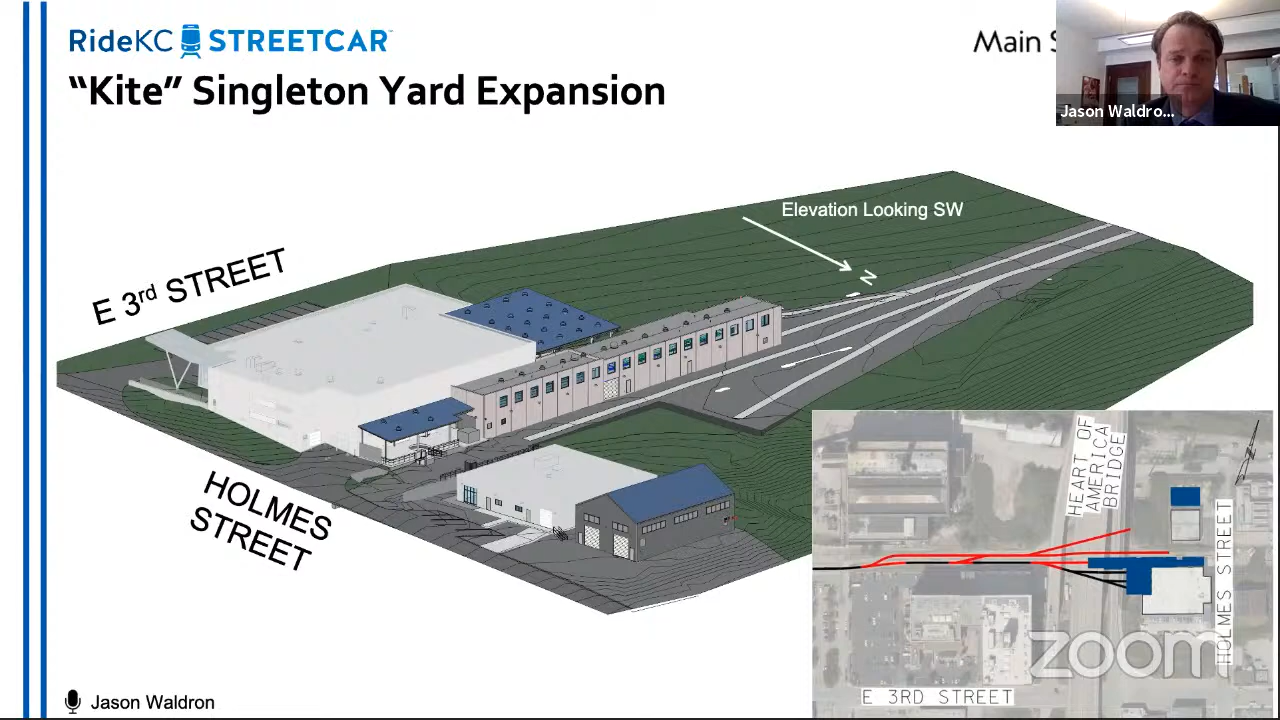 RideKC STREETCAR
Main
“Kite” Singleton Yard Expansion
Jason Waldro...
Elevation Looking SW
N
E 3rd STREET
HOLMES
STREET
HEART OF
AMERICA
BRIDGE
N
HOLMES STREET
zoom
E 3RD STREET
Jason Waldron